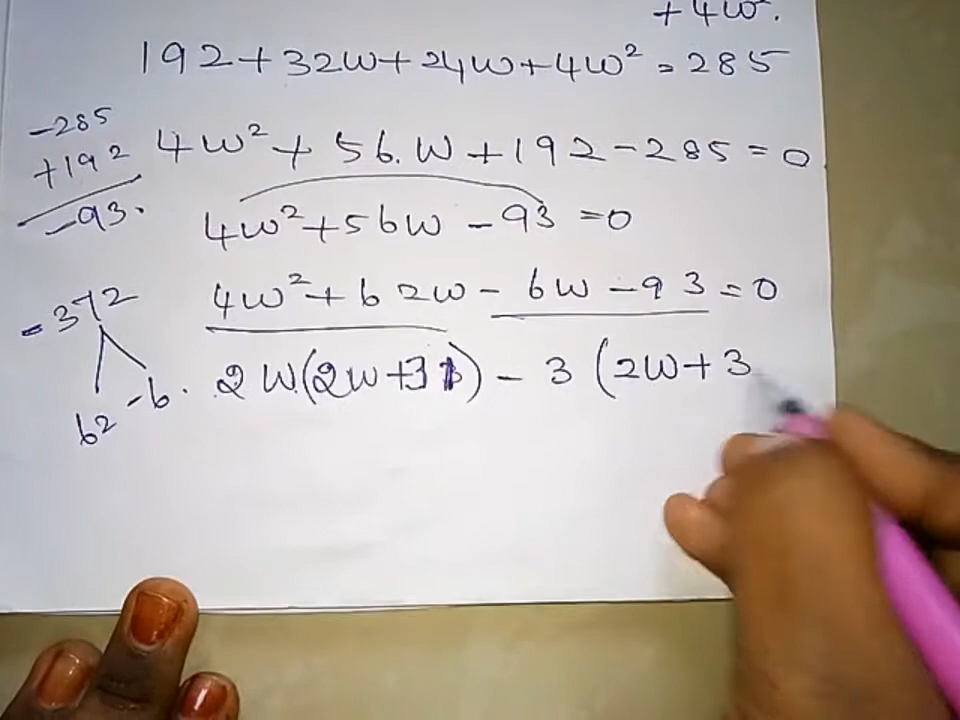 +4w².
192+32w+24w+4w²=285
-285
+192
-93.
4w²+56.w+192-285=0
4w²+56w-93=0
4w²+62w-6w-93=0
-372
62 -6.
2w(2w+31)-3(2w+3